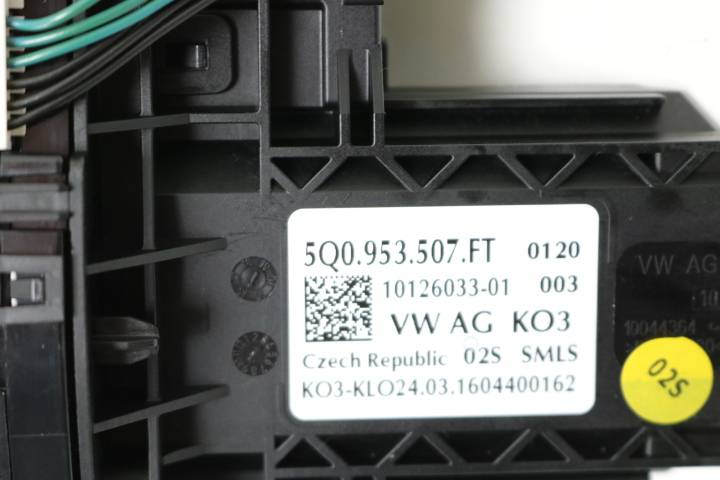 5Q0.953.507.FT 0120
10126033-01 003
VW AG KO3
Czech Republic 02S SMLS
KO3-KLO24.03.1604400162
VW AG
02S